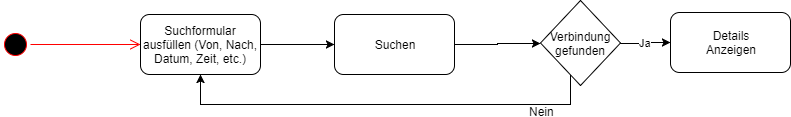 Suchformular
ausfüllen (Von, Nach,
Datum, Zeit, etc.)
Suchen
Verbindung
gefunden
Ja
Details
Anzeigen
Nein